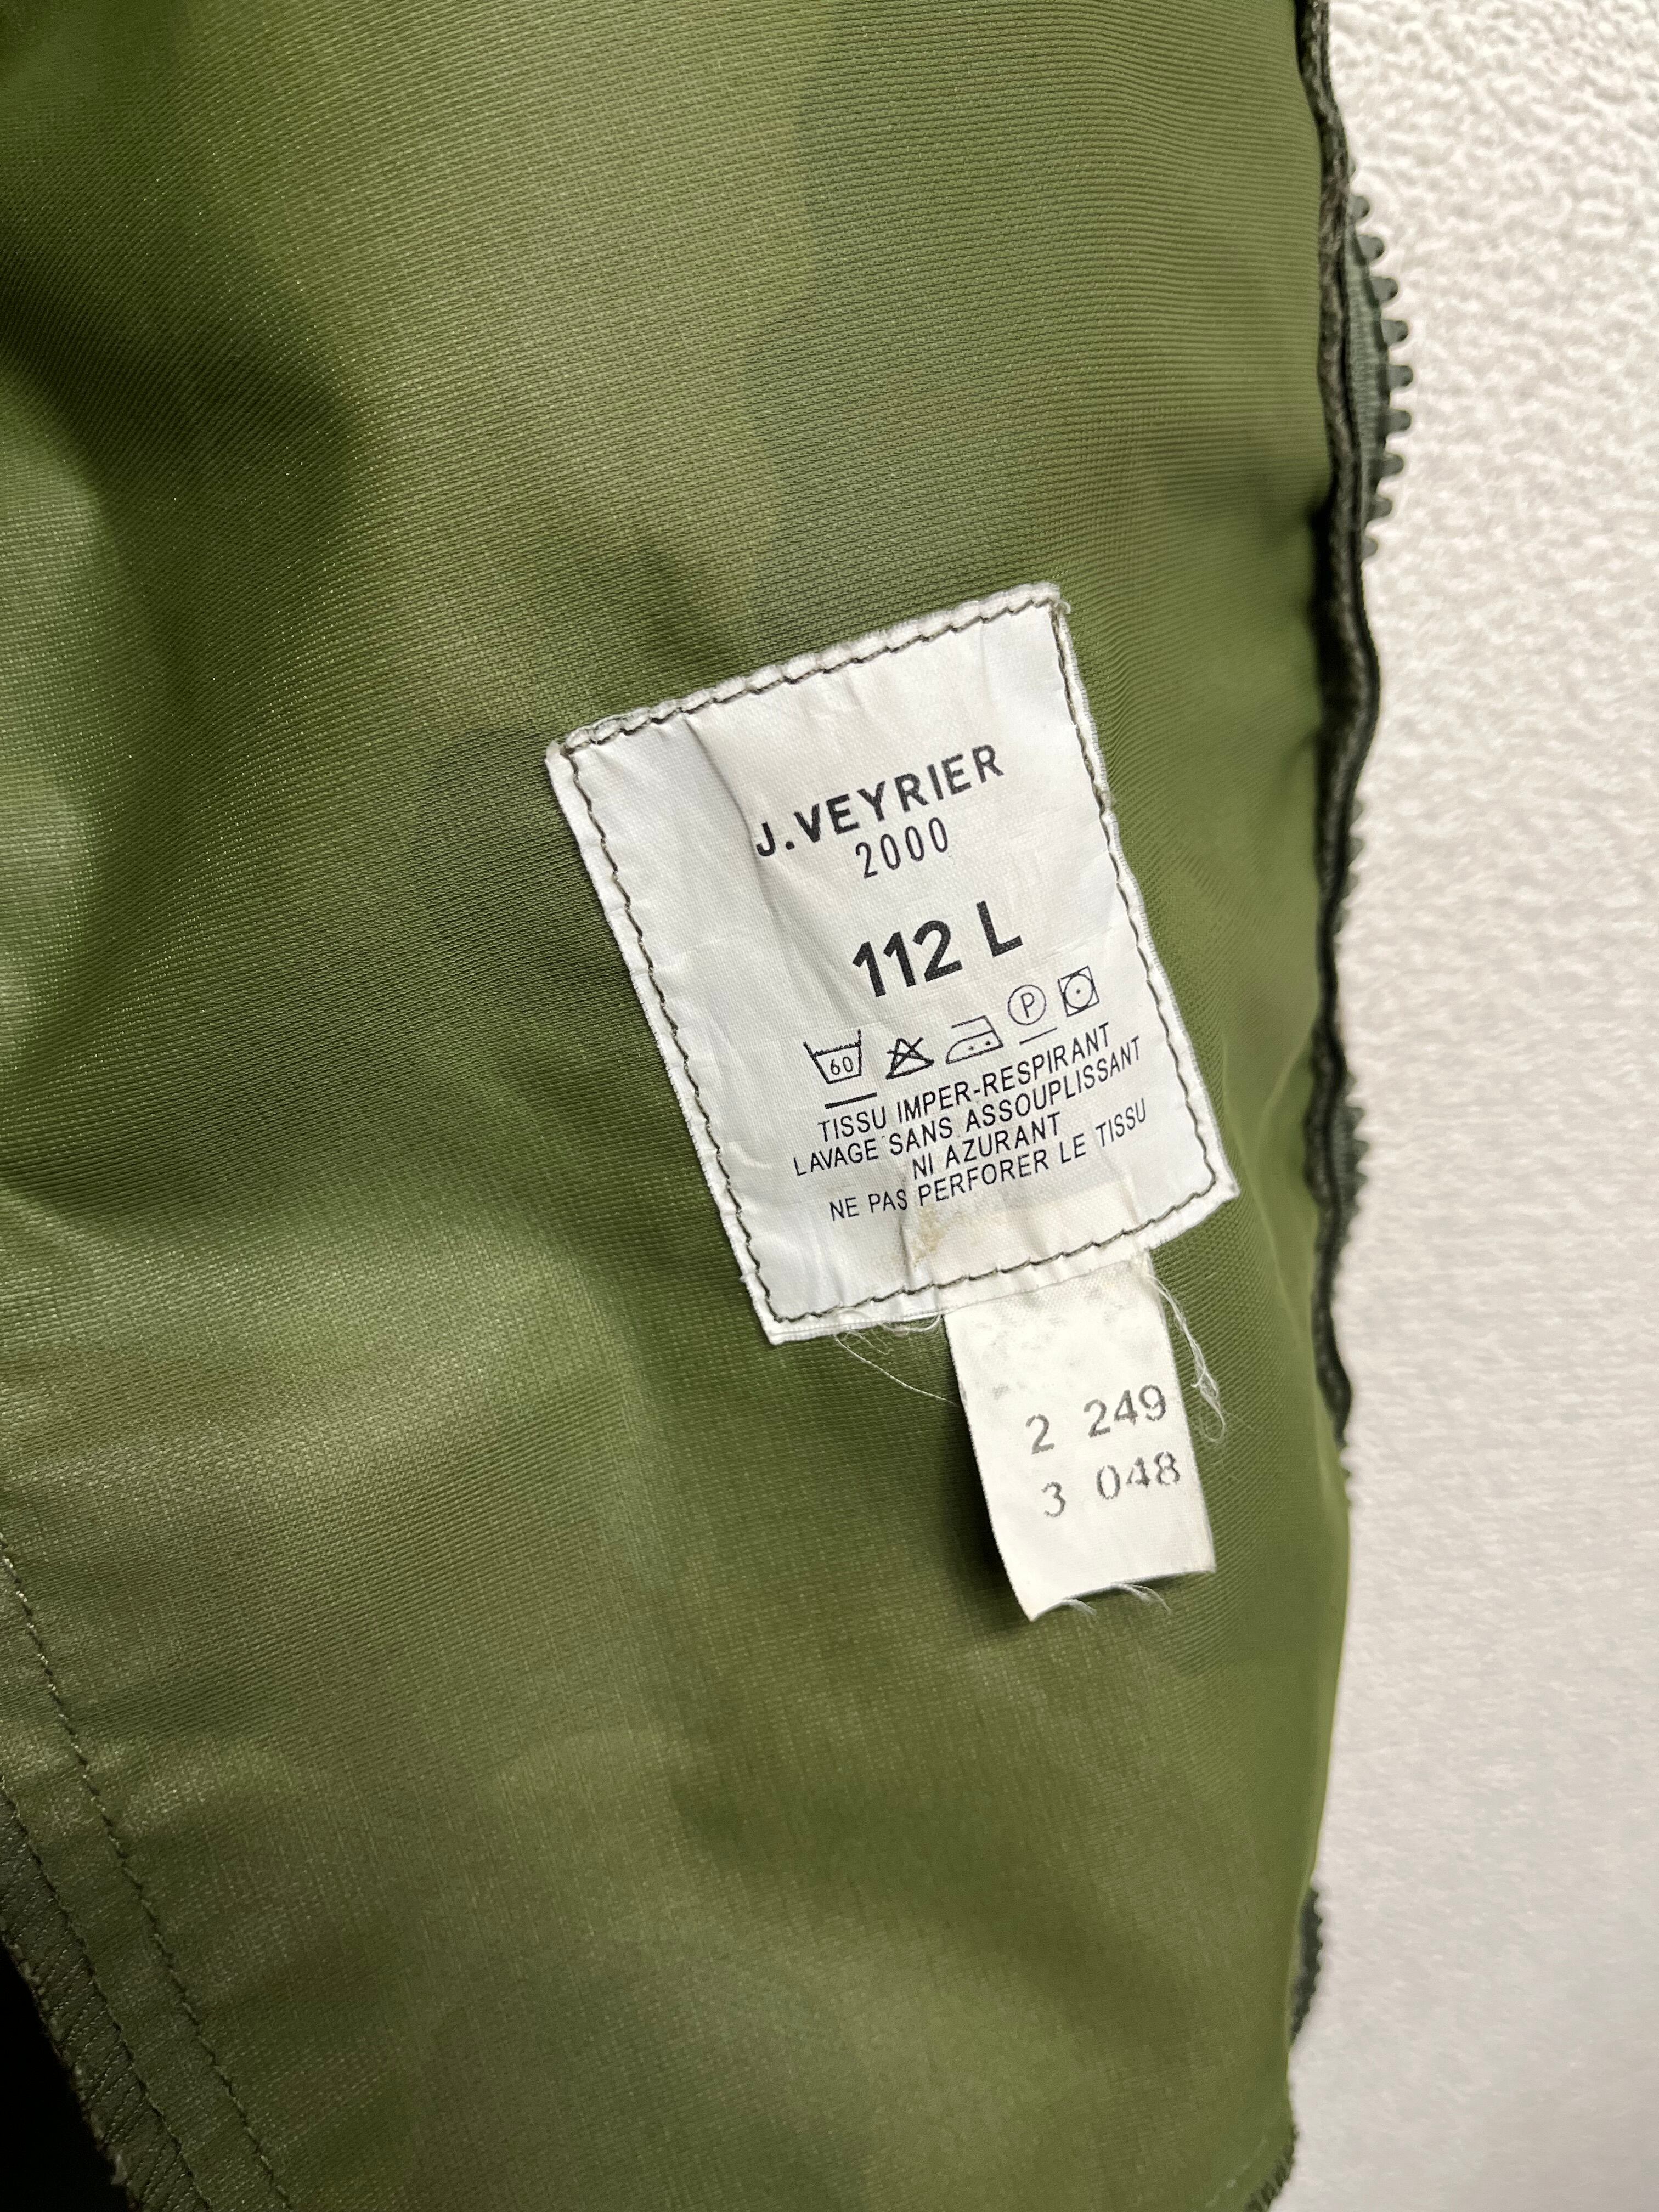 J.VEYRIER
2000
112 L
60 P
TISSU IMPER-RESPIRANT
LAVAGE SANS ASSOUPLISSANT
NI AZURANT
NE PAS PERFORER LE TISSU
2 249
3 048